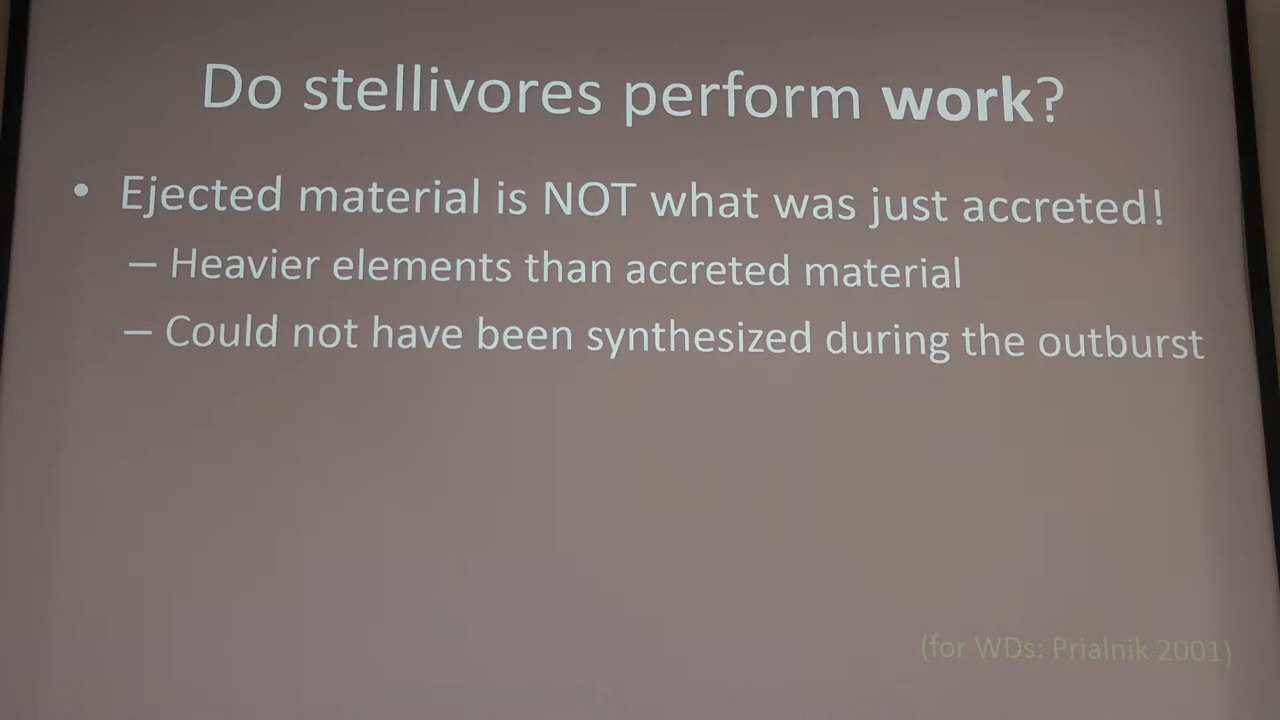 Do stellivores perform work?
• Ejected material is NOT what was just accreted!
– Heavier elements than accreted material
– Could not have been synthesized during the outburst
(for WDs: Prialnik 2001)